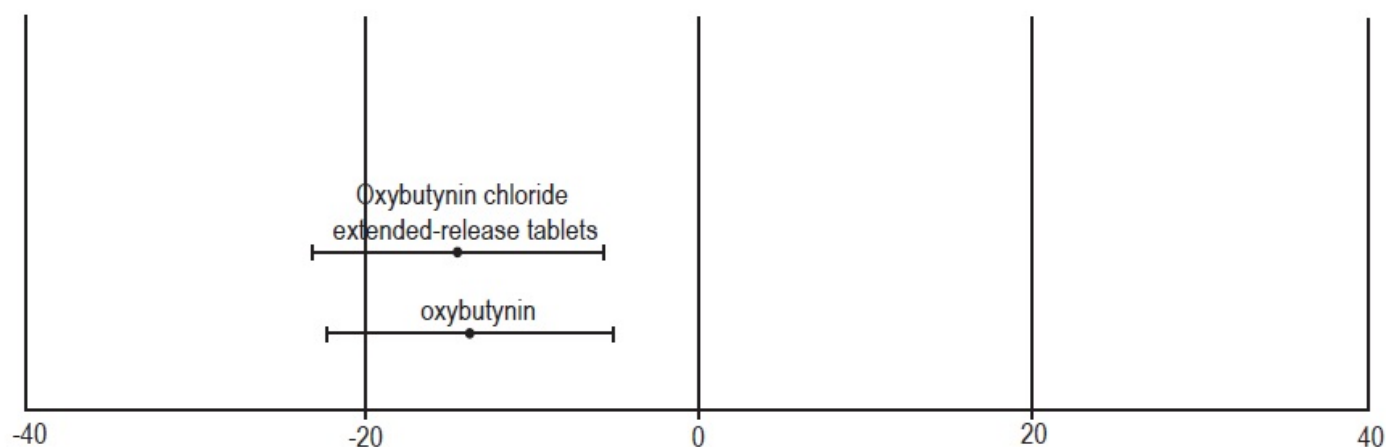 Oxybutynin chloride
extended-release tablets
oxybutynin
-40 -20 0 20 40